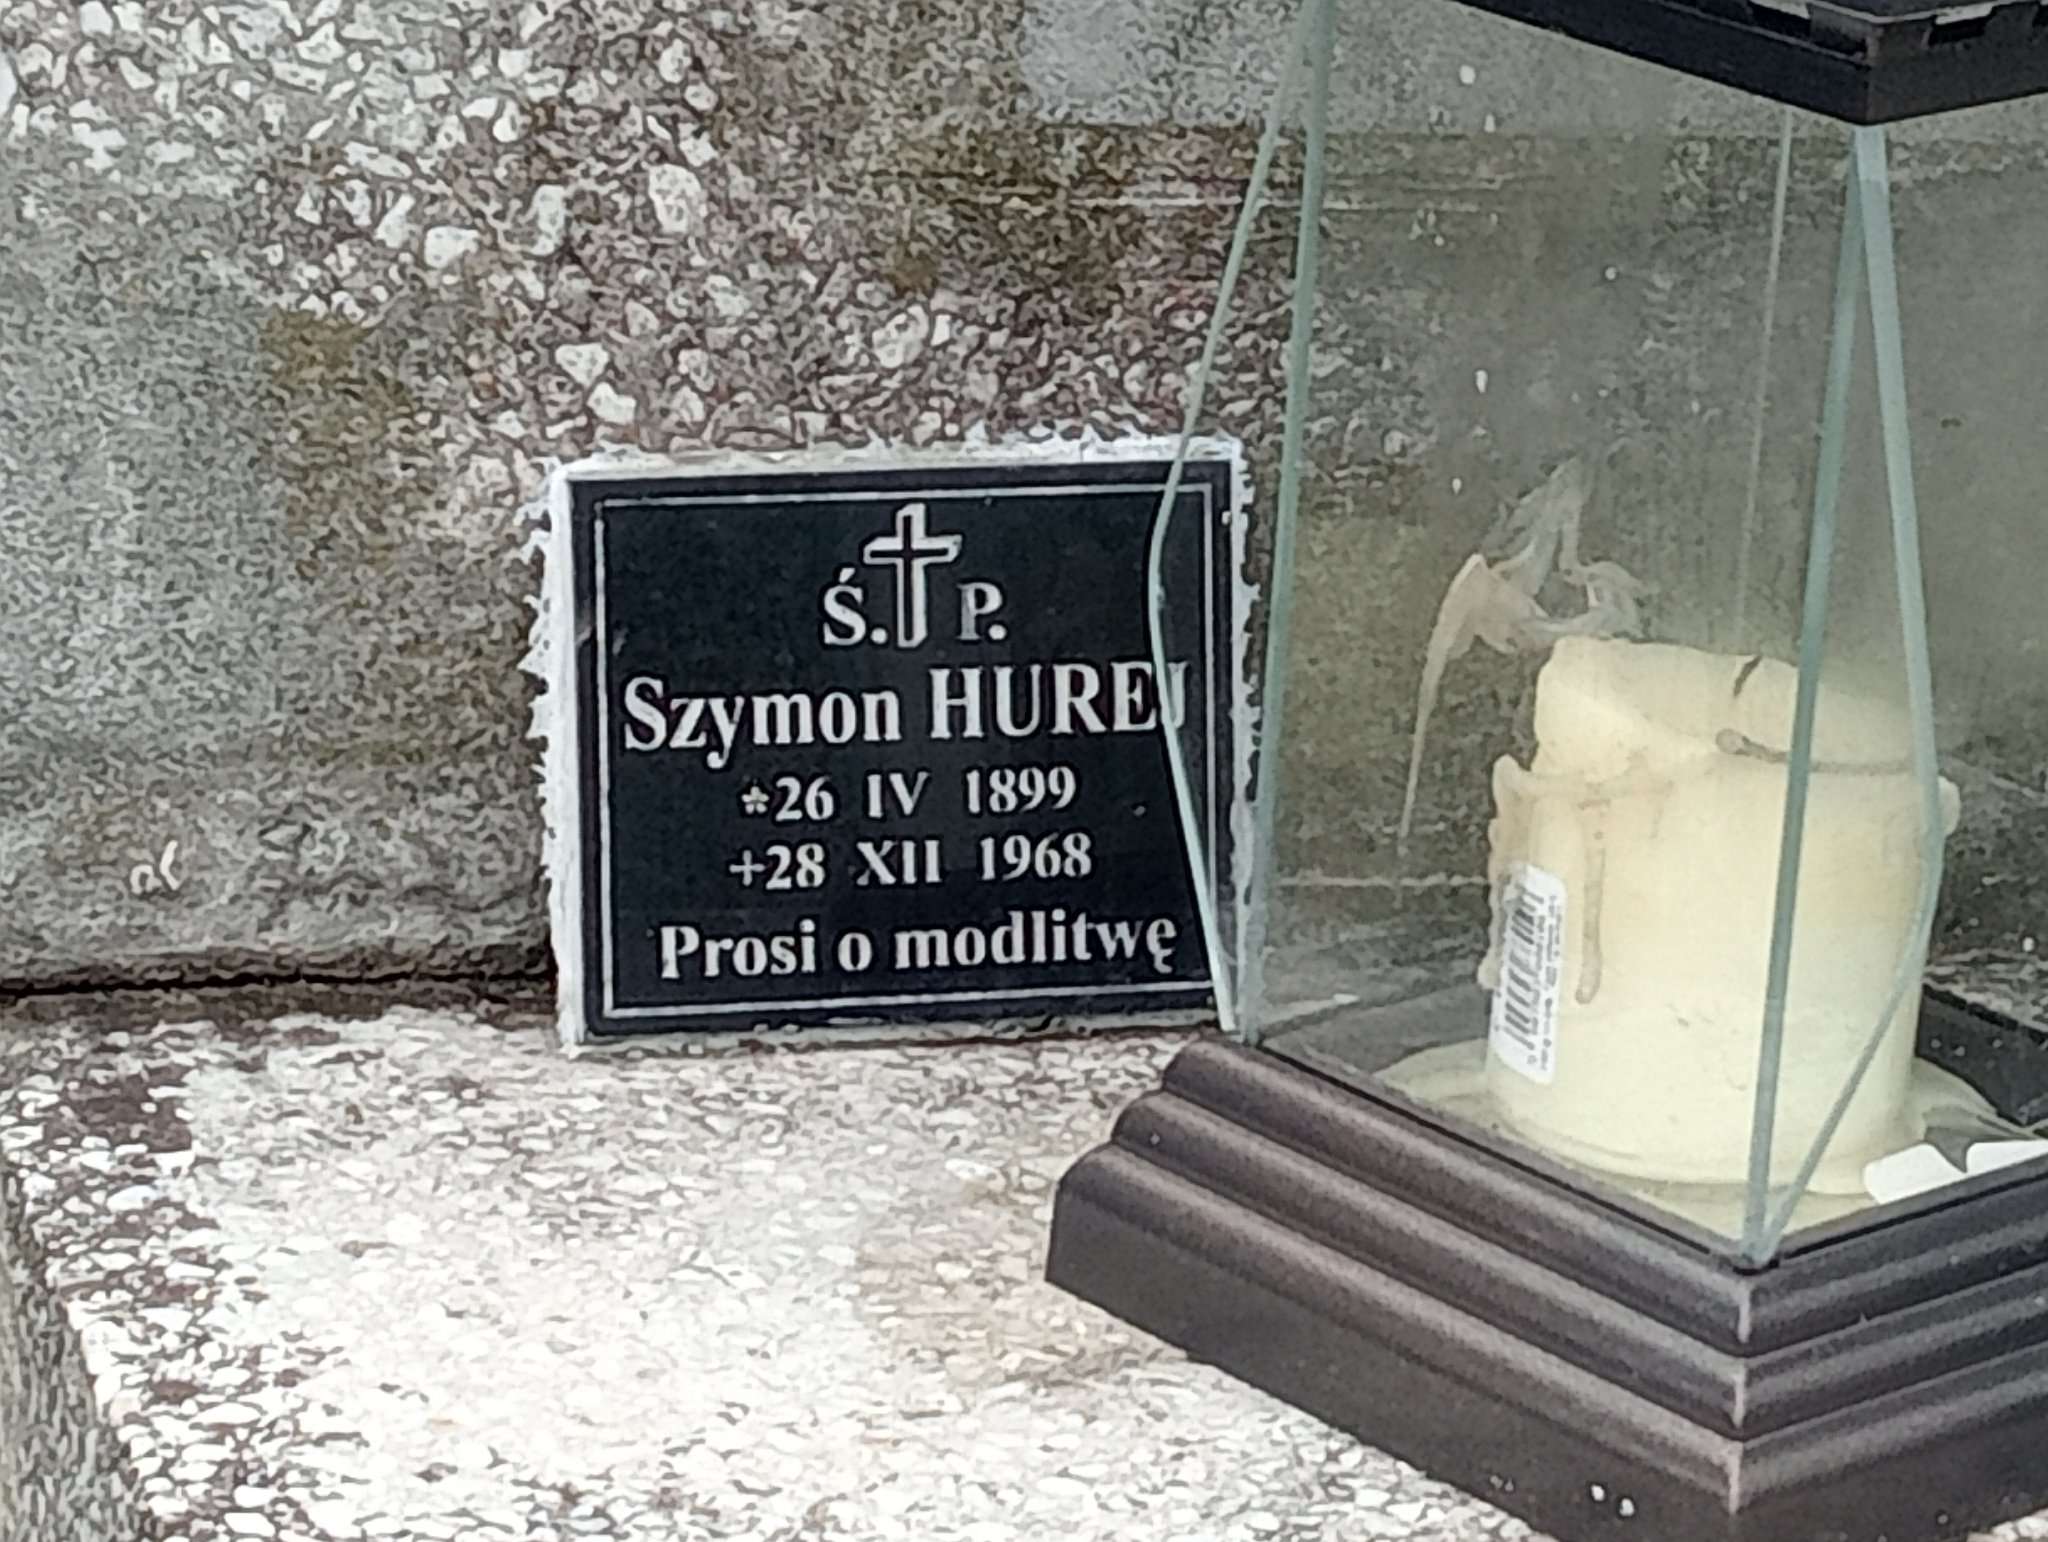 Ś. P.
Szymon HUREJ
*26 IV 1899
+28 XII 1968
Prosi o modlitwę